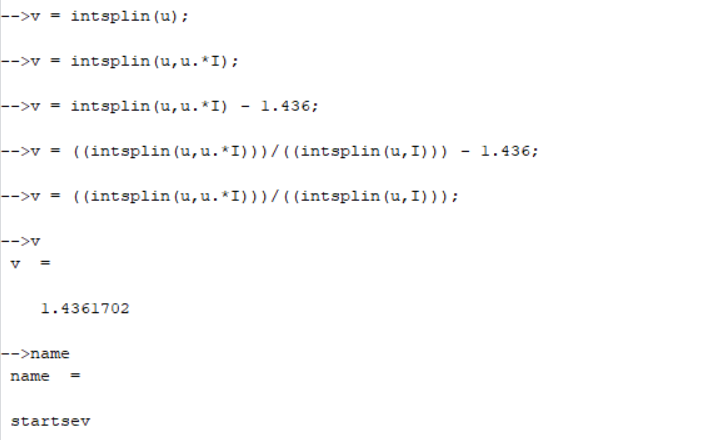 -->v = intsplin(u);
-->v = intsplin(u,u.*I);
-->v = intsplin(u,u.*I) - 1.436;
-->v = ((intsplin(u,u.*I)))/((intsplin(u,I))) - 1.436;
-->v = ((intsplin(u,u.*I)))/((intsplin(u,I)));
-->v
v =
1.4361702
-->name
name =
startsev